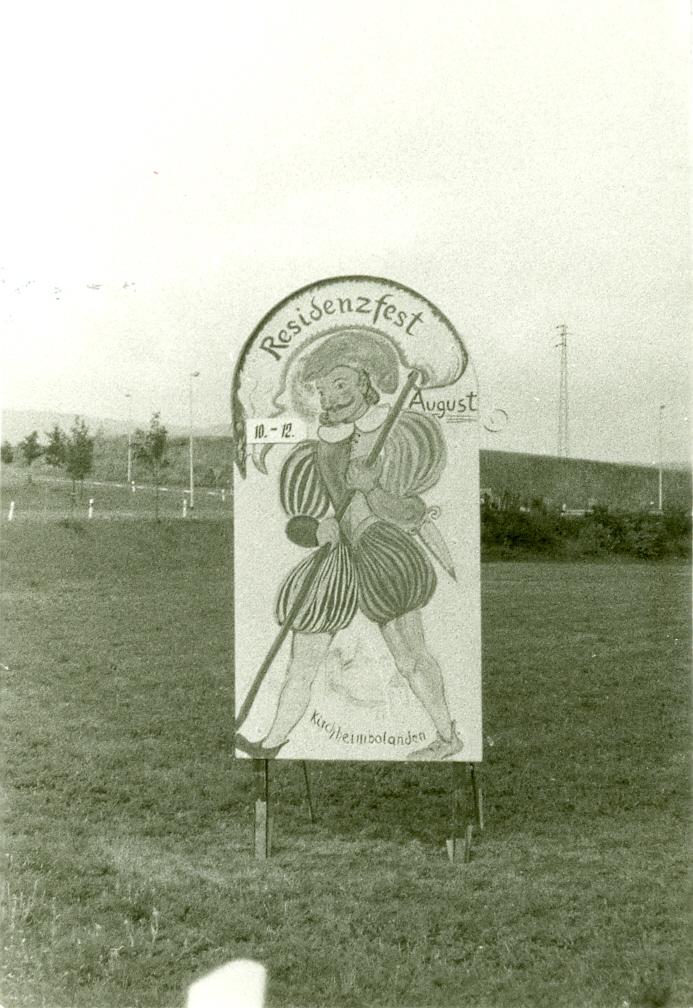 Residenzfest
August
10.-12.
Kirchheimbolanden